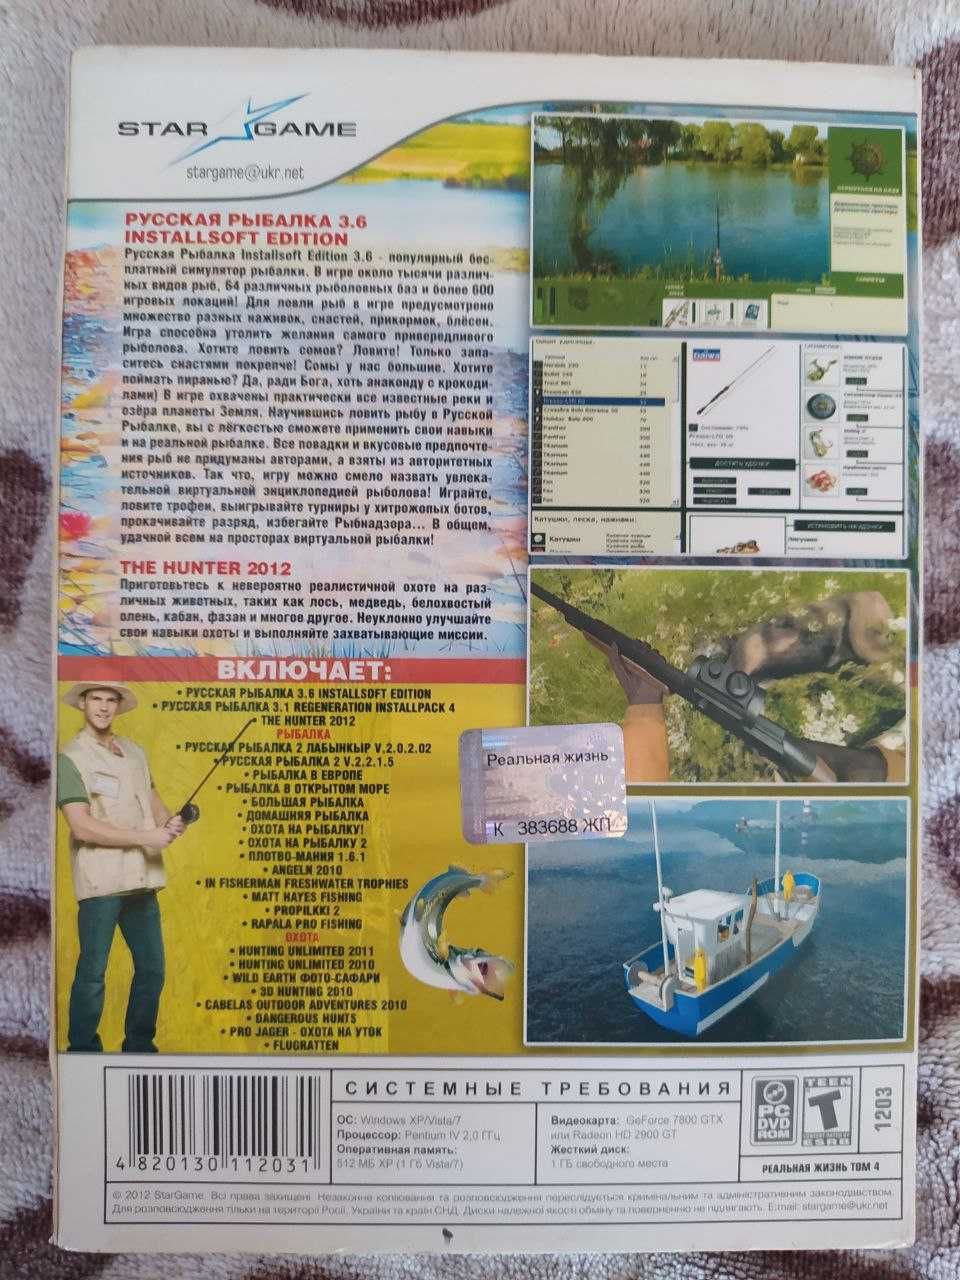 STAR GAME
stargame@ukr.net
РУССКАЯ РЫБАЛКА 3.6
INSTALLSOFT EDITION
Русская Рыбалка Installsoft Edition 3.6 - популярный бес-
платный симулятор рыбалки. В игре около тысячи различ-
ных видов рыб, 64 различных рыболовных баз и более 600
игровых локаций! Для ловли рыб в игре предусмотрено
множество разных наживок, снастей, прикормок, блёсен.
Игра способна утолить желания самого привередливого
рыболова. Хотите ловить сомов? Ловите! Только запа-
ситесь снастями покрепче! Сомы у нас большие. Хотите
поймать пиранью? Да, ради Бога, хоть анаконду с крокоди-
лами) В игре охвачены практически все известные реки и
озёра планеты Земля. Научившись ловить рыбу в Русской
Рыбалке, вы с лёгкостью сможете применить свои навыки
и на реальной рыбалке. Все повадки и вкусовые предпочте-
ния рыб не придуманы авторами, а взяты из авторитетных
источников. Так что, игру можно смело назвать увлека-
тельной виртуальной энциклопедией рыболова! Играйте,
ловите трофеи, выигрывайте турниры у хитрожопых ботов,
прокачивайте разряд, избегайте Рыбнадзора... В общем,
удачной всем на просторах виртуальной рыбалки!
THE HUNTER 2012
Приготовьтесь к невероятно реалистичной охоте на раз-
личных животных, таких как лось, медведь, белохвостый
олень, кабан, фазан и многое другое. Неуклонно улучшайте
свои навыки охоты и выполняйте захватывающие миссии.
ВКЛЮЧАЕТ:
• РУССКАЯ РЫБАЛКА 3.6 INSTALLSOFT EDITION
• РУССКАЯ РЫБАЛКА 3.1 REGENERATION INSTALLPACK 4
• THE HUNTER 2012
РЫБАЛКА
• РУССКАЯ РЫБАЛКА 2 ЛАБЫНКЫР V.2.0.2.02
• РУССКАЯ РЫБАЛКА 2 V.2.2.1.5
• РЫБАЛКА В ЕВРОПЕ
• РЫБАЛКА В ОТКРЫТОМ МОРЕ
• БОЛЬШАЯ РЫБАЛКА
• ДОМАШНЯЯ РЫБАЛКА
• ОХОТА НА РЫБАЛКУ!
• ОХОТА НА РЫБАЛКУ 2
• ПЛОТВО-МАНИЯ 1.6.1
• ANGELN 2010
• IN FISHERMAN FRESHWATER TROPHIES
• MATT HAYES FISHING
• PROPILKKI 2
• RAPALA PRO FISHING
ОХОТА
• HUNTING UNLIMITED 2011
• HUNTING UNLIMITED 2010
• WILD EARTH ФОТО-САФАРИ
• 3D HUNTING 2010
• CABELAS OUTDOOR ADVENTURES 2010
• DANGEROUS HUNTS
• PRO JAGER - ОХОТА НА УТОК
• FLUGRATTEN
daiwa
ДОСТАТЬ УДОЧКУ
Катушки, леска, наживки:
Катушки
УСТАНОВИТЬ НА УДОЧКУ
Реальная жизнь
К 383688 ЖП
4 820130 112031
СИСТЕМНЫЕ ТРЕБОВАНИЯ
ОС: Windows XP/Vista/7
Процессор: Pentium IV 2,0 ГГц
Оперативная память:
512 МБ XP (1 Гб Vista/7)
Видеокарта: GeForce 7800 GTX
или Radeon HD 2900 GT
Жесткий диск:
1 ГБ свободного места
PC
DVD
ROM
TEEN
T
ESRB
1203
РЕАЛЬНАЯ ЖИЗНЬ ТОМ 4
© 2012 StarGame. Всі права захищені. Незаконне копіювання та розповсюдження переслідується кримінальним та адміністративним законодавством.
Для розповсюдження тільки на території Росії, України та країн СНД. Диски належної якості обміну та поверненню не підлягають. E:mail: stargame@ukr.net